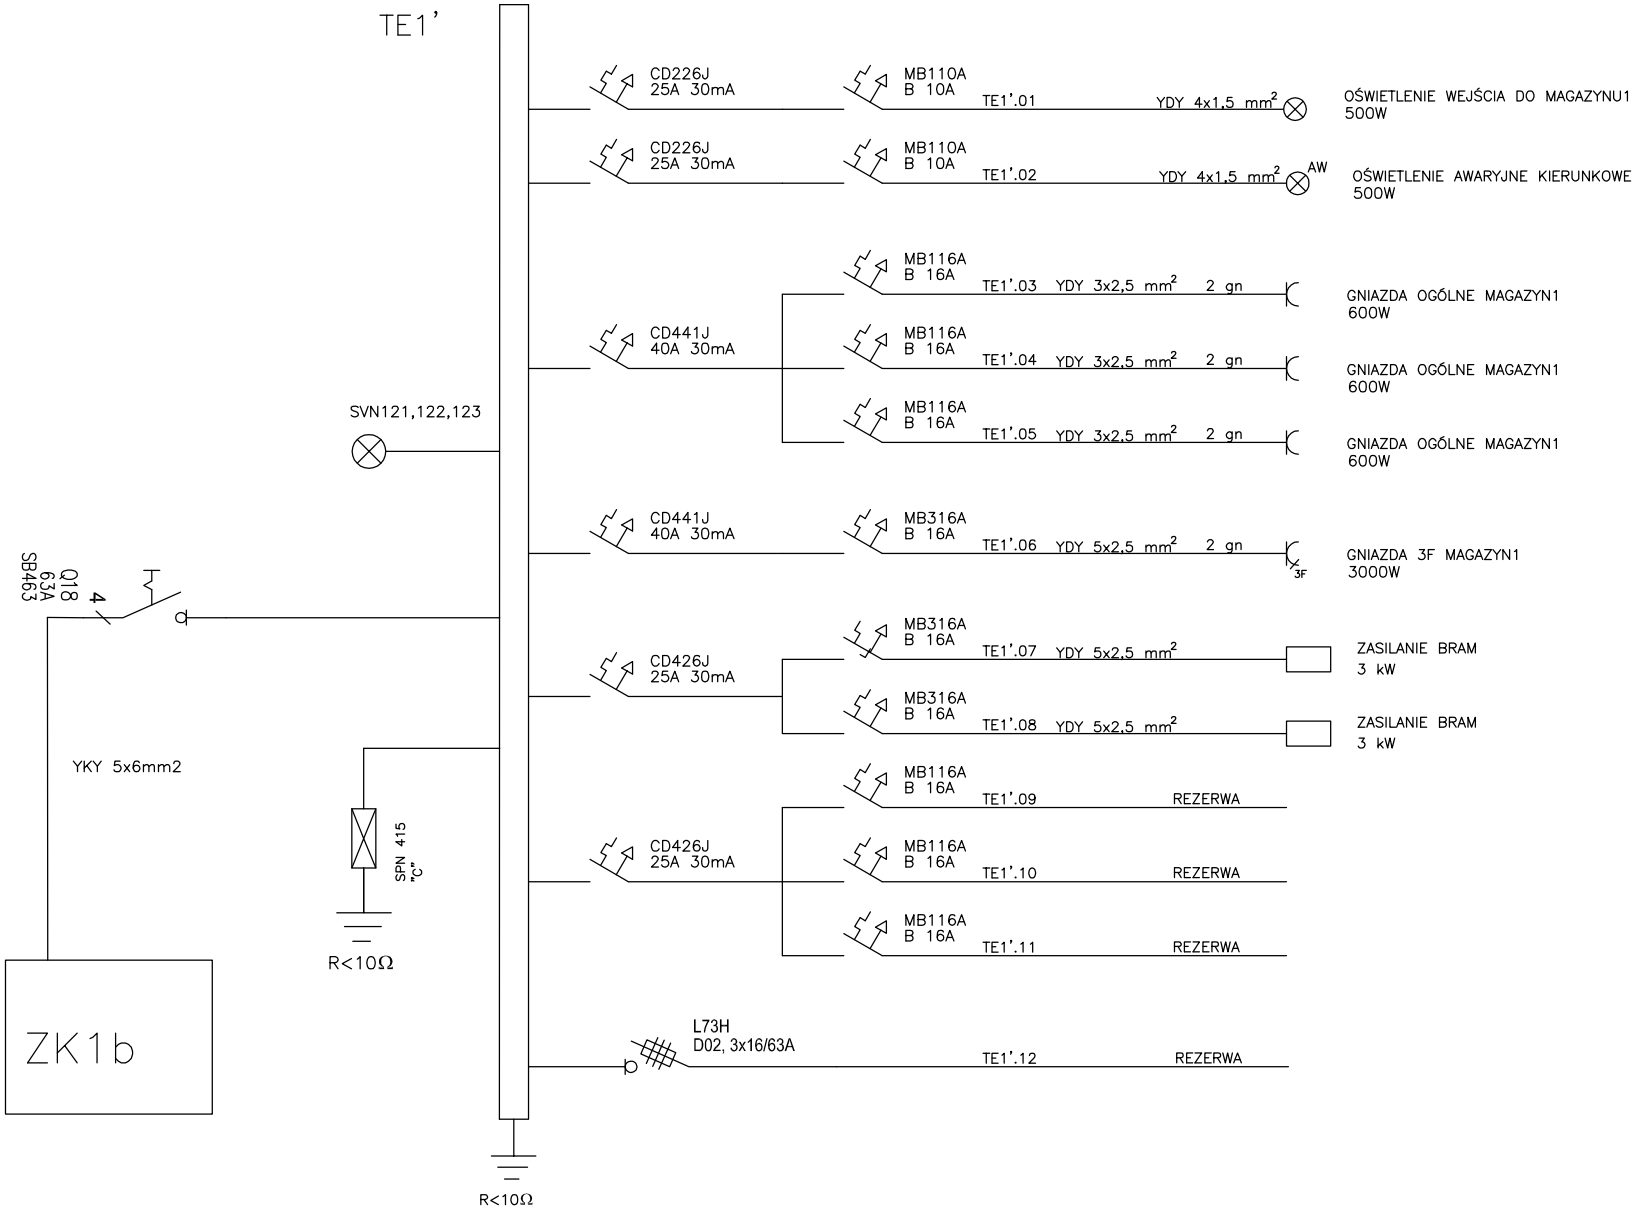 TE1'
CD226J
25A 30mA
MB110A
B 10A
TE1'.01
YDY 4x1,5 mm²
OŚWIETLENIE WEJŚCIA DO MAGAZYNU1
500W
CD226J
25A 30mA
MB110A
B 10A
TE1'.02
YDY 4x1,5 mm²
AW
OŚWIETLENIE AWARYJNE KIERUNKOWE
500W
MB116A
B 16A
TE1'.03 YDY 3x2,5 mm² 2 gn
GNIAZDA OGÓLNE MAGAZYN1
600W
CD441J
40A 30mA
MB116A
B 16A
TE1'.04 YDY 3x2,5 mm² 2 gn
GNIAZDA OGÓLNE MAGAZYN1
600W
MB116A
B 16A
TE1'.05 YDY 3x2,5 mm² 2 gn
GNIAZDA OGÓLNE MAGAZYN1
600W
SVN121,122,123
CD441J
40A 30mA
MB316A
B 16A
TE1'.06 YDY 5x2,5 mm² 2 gn
3F
GNIAZDA 3F MAGAZYN1
3000W
Q18
63A
SB463
4
CD426J
25A 30mA
MB316A
B 16A
TE1'.07 YDY 5x2,5 mm²
ZASILANIE BRAM
3 kW
MB316A
B 16A
TE1'.08 YDY 5x2,5 mm²
ZASILANIE BRAM
3 kW
YKY 5x6mm2
MB116A
B 16A
TE1'.09 REZERWA
SPN 415
"C"
R<10Ω
CD426J
25A 30mA
MB116A
B 16A
TE1'.10 REZERWA
MB116A
B 16A
TE1'.11 REZERWA
ZK1b
L73H
D02, 3x16/63A
TE1'.12 REZERWA
R<10Ω